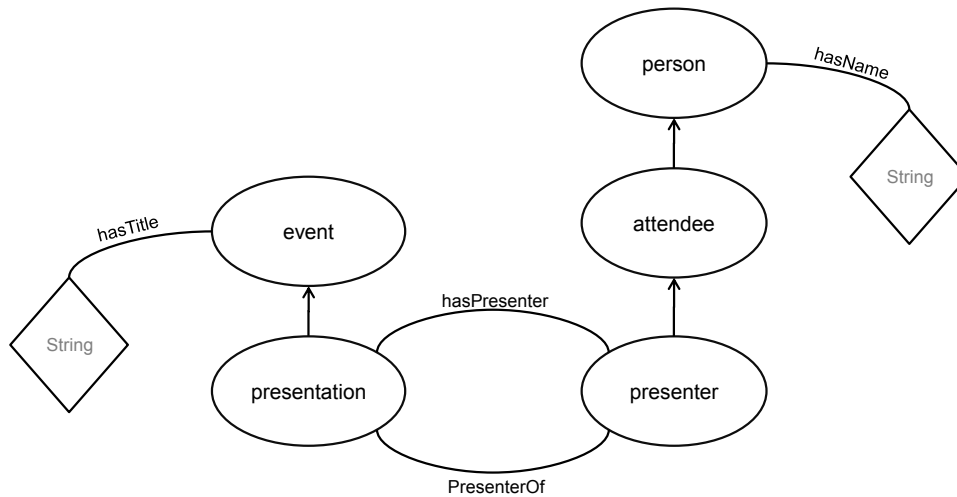 person
hasName
String
attendee
event
hasTitle
String
hasPresenter
presentation
presenter
PresenterOf